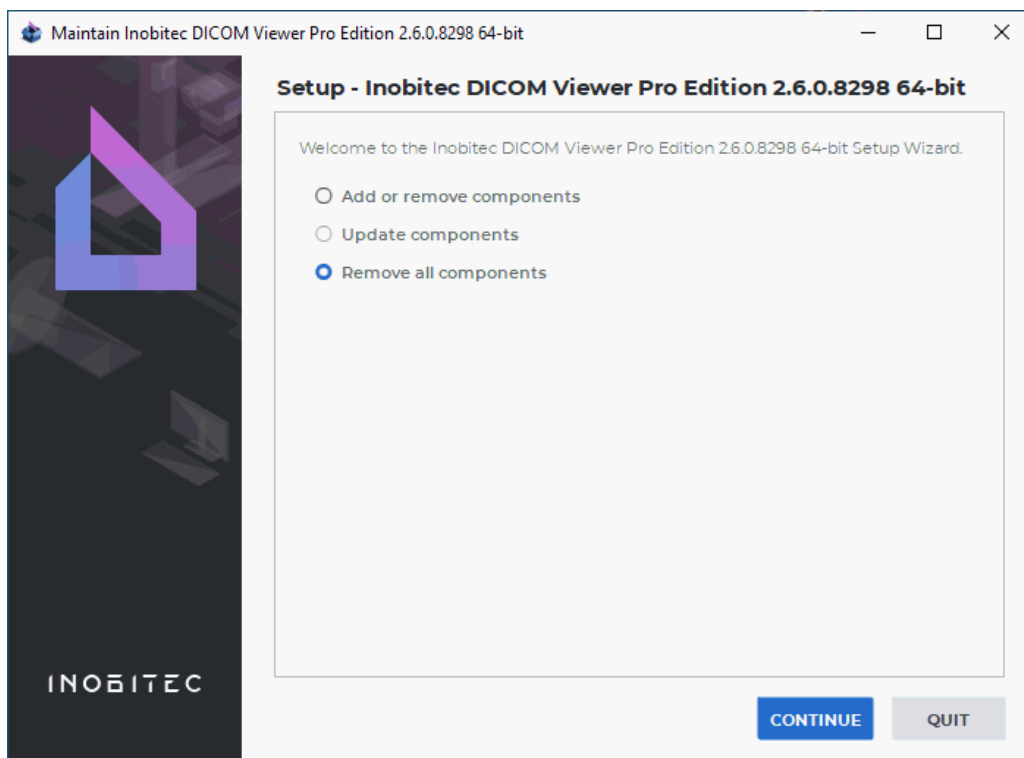 Maintain Inobitec DICOM Viewer Pro Edition 2.6.0.8298 64-bit
Setup - Inobitec DICOM Viewer Pro Edition 2.6.0.8298 64-bit
Welcome to the Inobitec DICOM Viewer Pro Edition 2.6.0.8298 64-bit Setup Wizard.
Add or remove components
Update components
Remove all components
INOBITEC
CONTINUE
QUIT